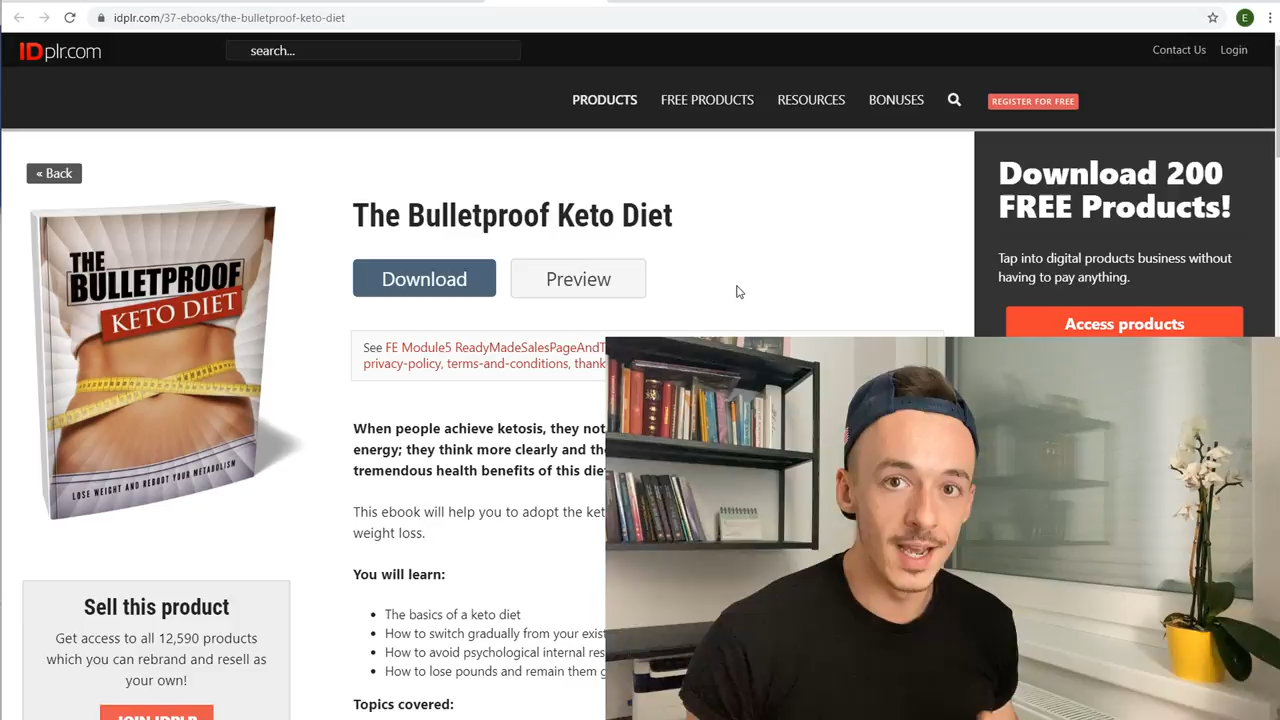 idplr.com/37-ebooks/the-bulletproof-keto-diet
E
IDplr.com
search...
Contact Us
Login
PRODUCTS
FREE PRODUCTS
RESOURCES
BONUSES
REGISTER FOR FREE
« Back
THE
BULLETPROOF
KETO DIET
LOSE WEIGHT AND REBOOT YOUR METABOLISM
The Bulletproof Keto Diet
Download
Preview
See FE Module5 ReadyMadeSalesPageAndT
privacy-policy, terms-and-conditions, thank
When people achieve ketosis, they not
energy; they think more clearly and the
tremendous health benefits of this die
This ebook will help you to adopt the ket
weight loss.
You will learn:
• The basics of a keto diet
• How to switch gradually from your exis
• How to avoid psychological internal res
• How to lose pounds and remain them g
Topics covered:
Sell this product
Get access to all 12,590 products
which you can rebrand and resell as
your own!
JOIN IDPLR
Download 200
FREE Products!
Tap into digital products business without
having to pay anything.
Access products